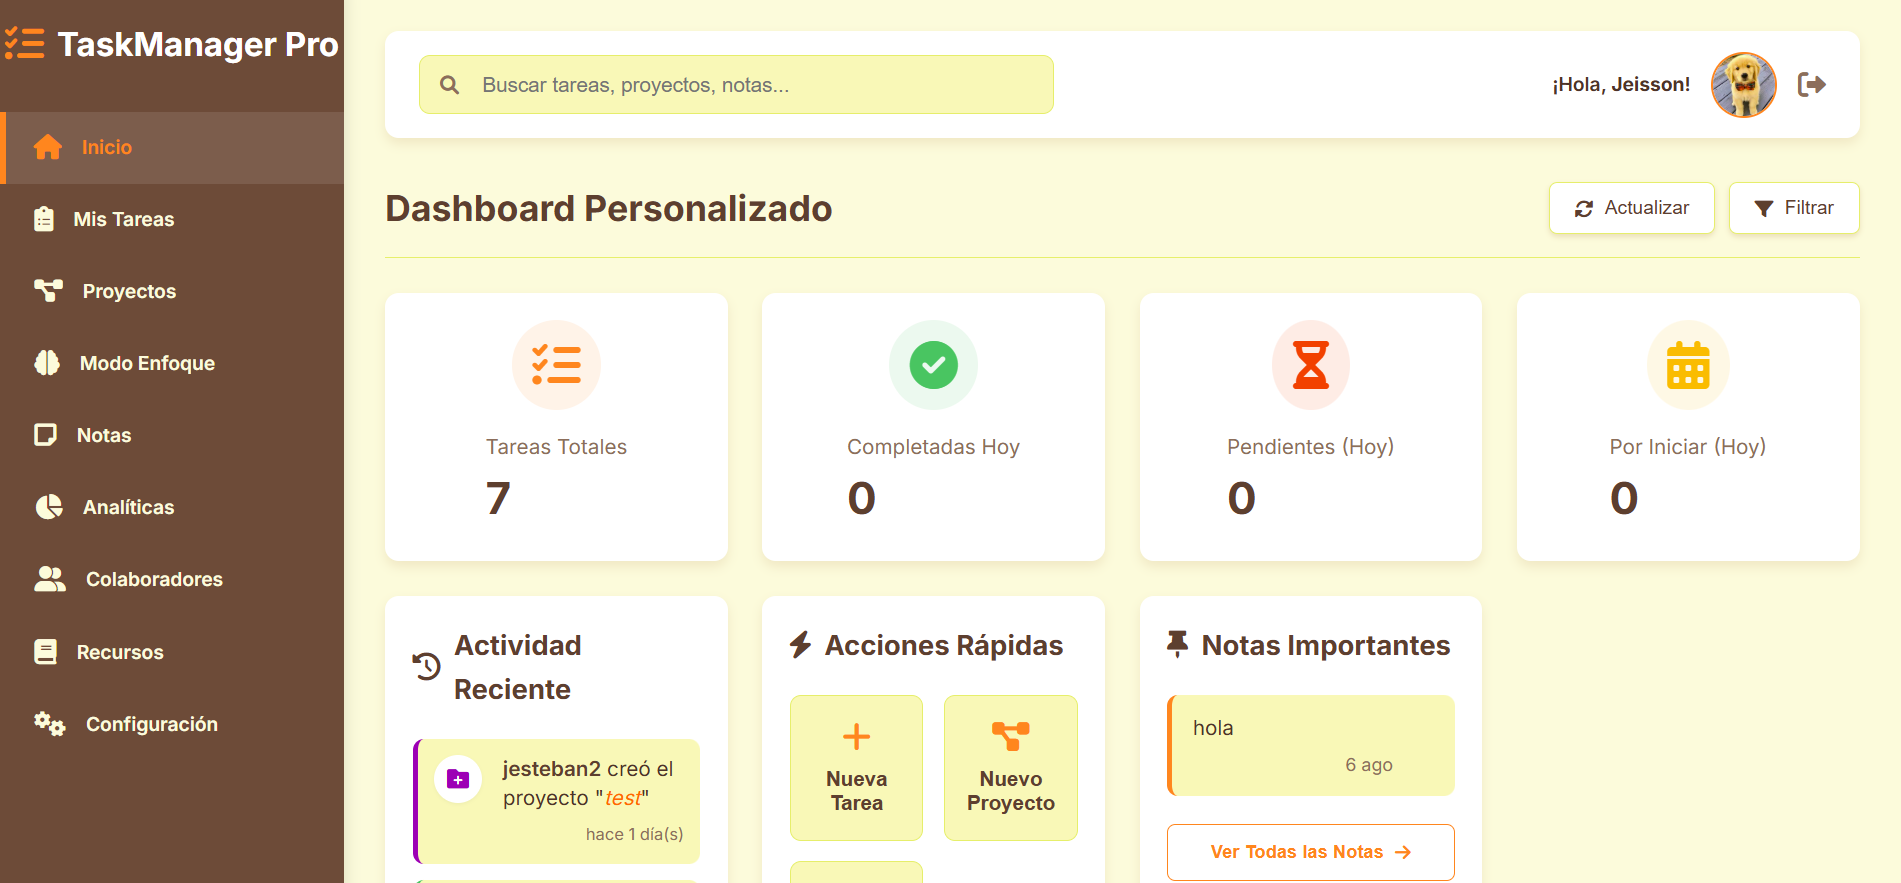 TaskManager Pro
Inicio
Mis Tareas
Proyectos
Modo Enfoque
Notas
Analíticas
Colaboradores
Recursos
Configuración
Buscar tareas, proyectos, notas...
¡Hola, Jeisson!
Dashboard Personalizado
Actualizar
Filtrar
Tareas Totales
7
Completadas Hoy
0
Pendientes (Hoy)
0
Por Iniciar (Hoy)
0
Actividad
Reciente
jesteban2 creó el
proyecto "test"
hace 1 día(s)
Acciones Rápidas
Nueva
Tarea
Nuevo
Proyecto
Notas Importantes
hola
6 ago
Ver Todas las Notas